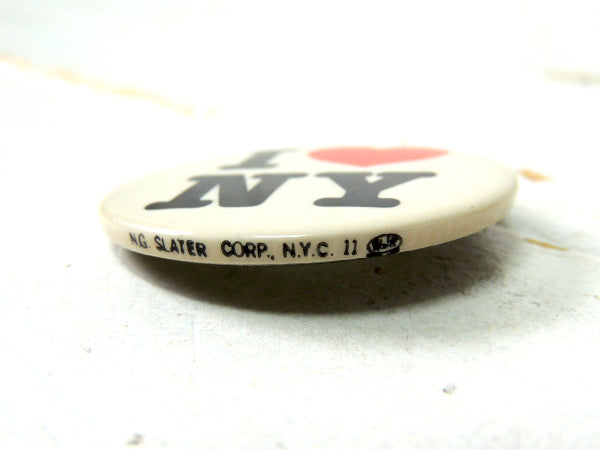 I ❤ NY
N.G. SLATER CORP., N.Y.C. 11